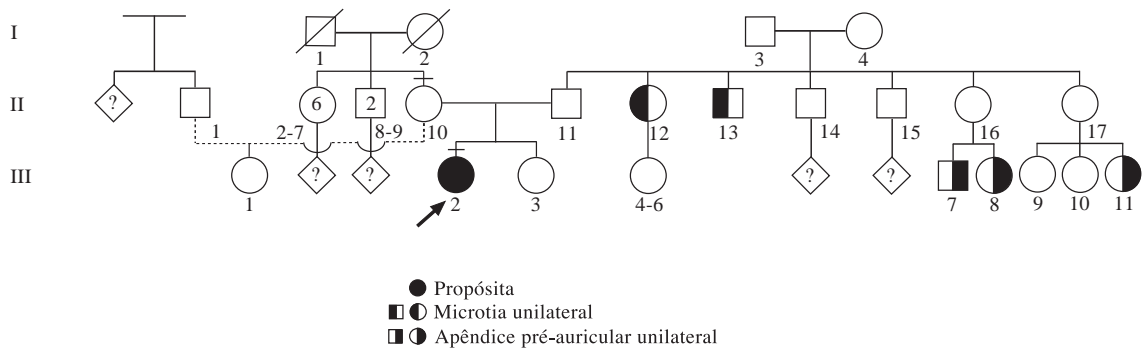 I
1 2 3 4
II
? 6 2
1 2-7 8-9 10 11 12 13 14 15 16 17
III
? ? ? ?
1 2 3 4-6 7 8 9 10 11
Propósita
Microtia unilateral
Apêndice pré-auricular unilateral